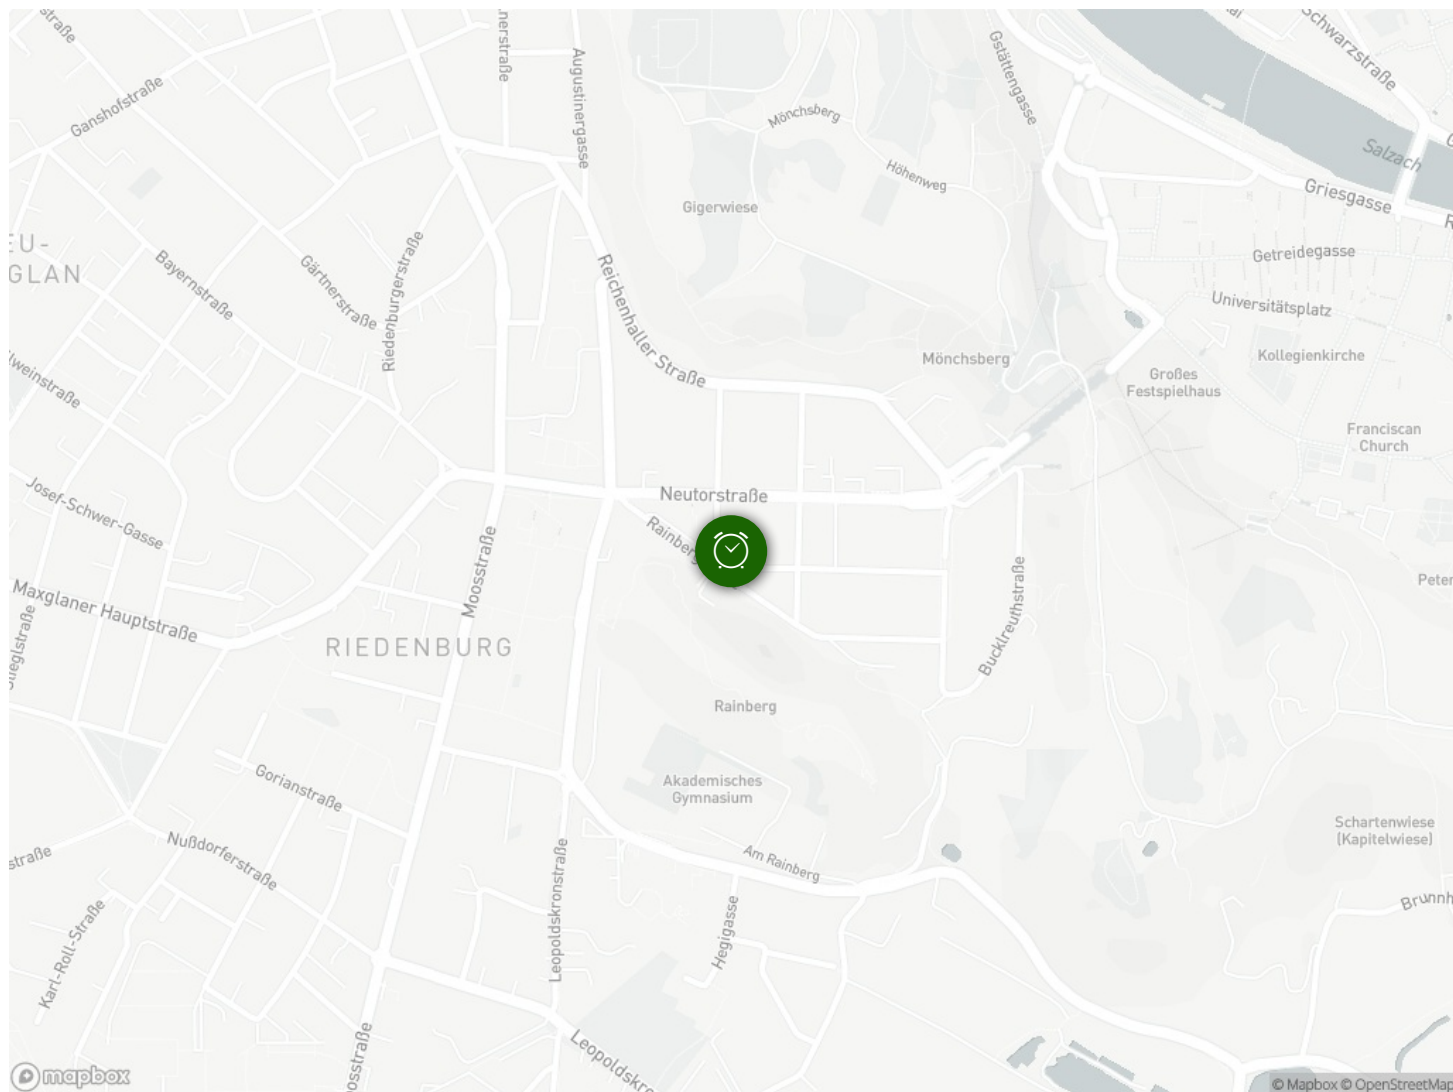 Schwarzstraße
Gstättengasse
Augustinergasse
Ganshofstraße
Mönchsberg
Salzach
Höhenweg
Griesgasse
Gigerwiese
Getreidegasse
Riedenburgerstraße
Bayernstraße
Gärtnerstraße
Reichenhaller Straße
Universitätsplatz
Mönchsberg
Kollegienkirche
Großes
Festspielhaus
Franciscan
Church
Neutorstraße
Josef-Schwer-Gasse
Moosstraße
Bucklreuthstraße
Maxglaner Hauptstraße
RIEDENBURG
Rainberg
Akademisches
Gymnasium
Gorianstraße
Schartenwiese
(Kapitelwiese)
Nußdorferstraße
Am Rainberg
Leopoldskronstraße
Hegigasse
Karl-Roll-Straße
mapbox
© Mapbox © OpenStreetMap